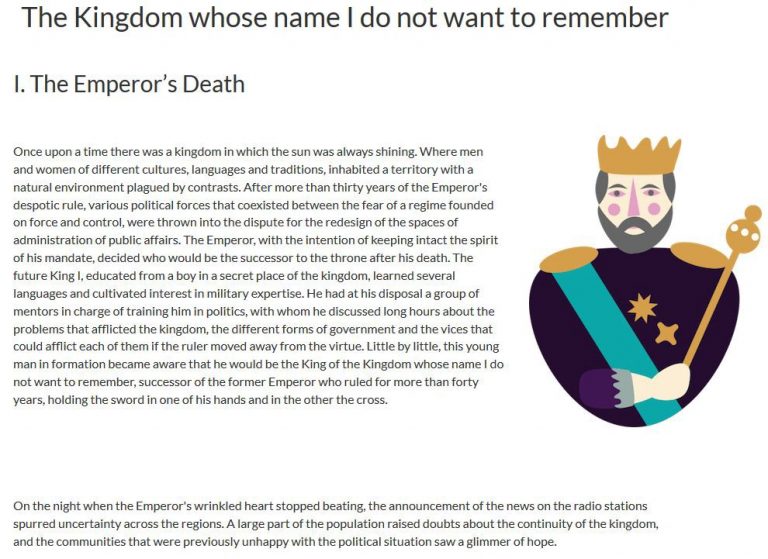 The Kingdom whose name I do not want to remember
I. The Emperor’s Death
Once upon a time there was a kingdom in which the sun was always shining. Where men
and women of different cultures, languages and traditions, inhabited a territory with a
natural environment plagued by contrasts. After more than thirty years of the Emperor's
despotic rule, various political forces that coexisted between the fear of a regime founded
on force and control, were thrown into the dispute for the redesign of the spaces of
administration of public affairs. The Emperor, with the intention of keeping intact the spirit
of his mandate, decided who would be the successor to the throne after his death. The
future King I, educated from a boy in a secret place of the kingdom, learned several
languages and cultivated interest in military expertise. He had at his disposal a group of
mentors in charge of training him in politics, with whom he discussed long hours about the
problems that afflicted the kingdom, the different forms of government and the vices that
could afflict each of them if the ruler moved away from the virtue. Little by little, this young
man in formation became aware that he would be the King of the Kingdom whose name I do
not want to remember, successor of the former Emperor who ruled for more than forty
years, holding the sword in one of his hands and in the other the cross.
On the night when the Emperor's wrinkled heart stopped beating, the announcement of the news on the radio stations
spurred uncertainty across the regions. A large part of the population raised doubts about the continuity of the kingdom,
and the communities that were previously unhappy with the political situation saw a glimmer of hope.